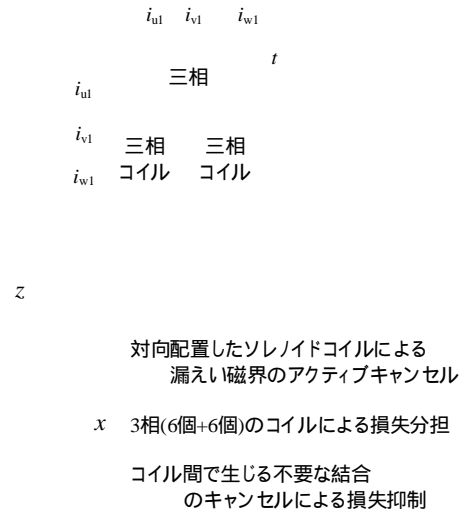 iu1 iv1 iw1
t
三相
iu1
iv1
三相 三相
iw1 コイル コイル
z
対向配置したソレノイドコイルによる
漏えい磁界のアクティブキャンセル
x 3相(6個+6個)のコイルによる損失分担
コイル間で生じる不要な結合
のキャンセルによる損失抑制